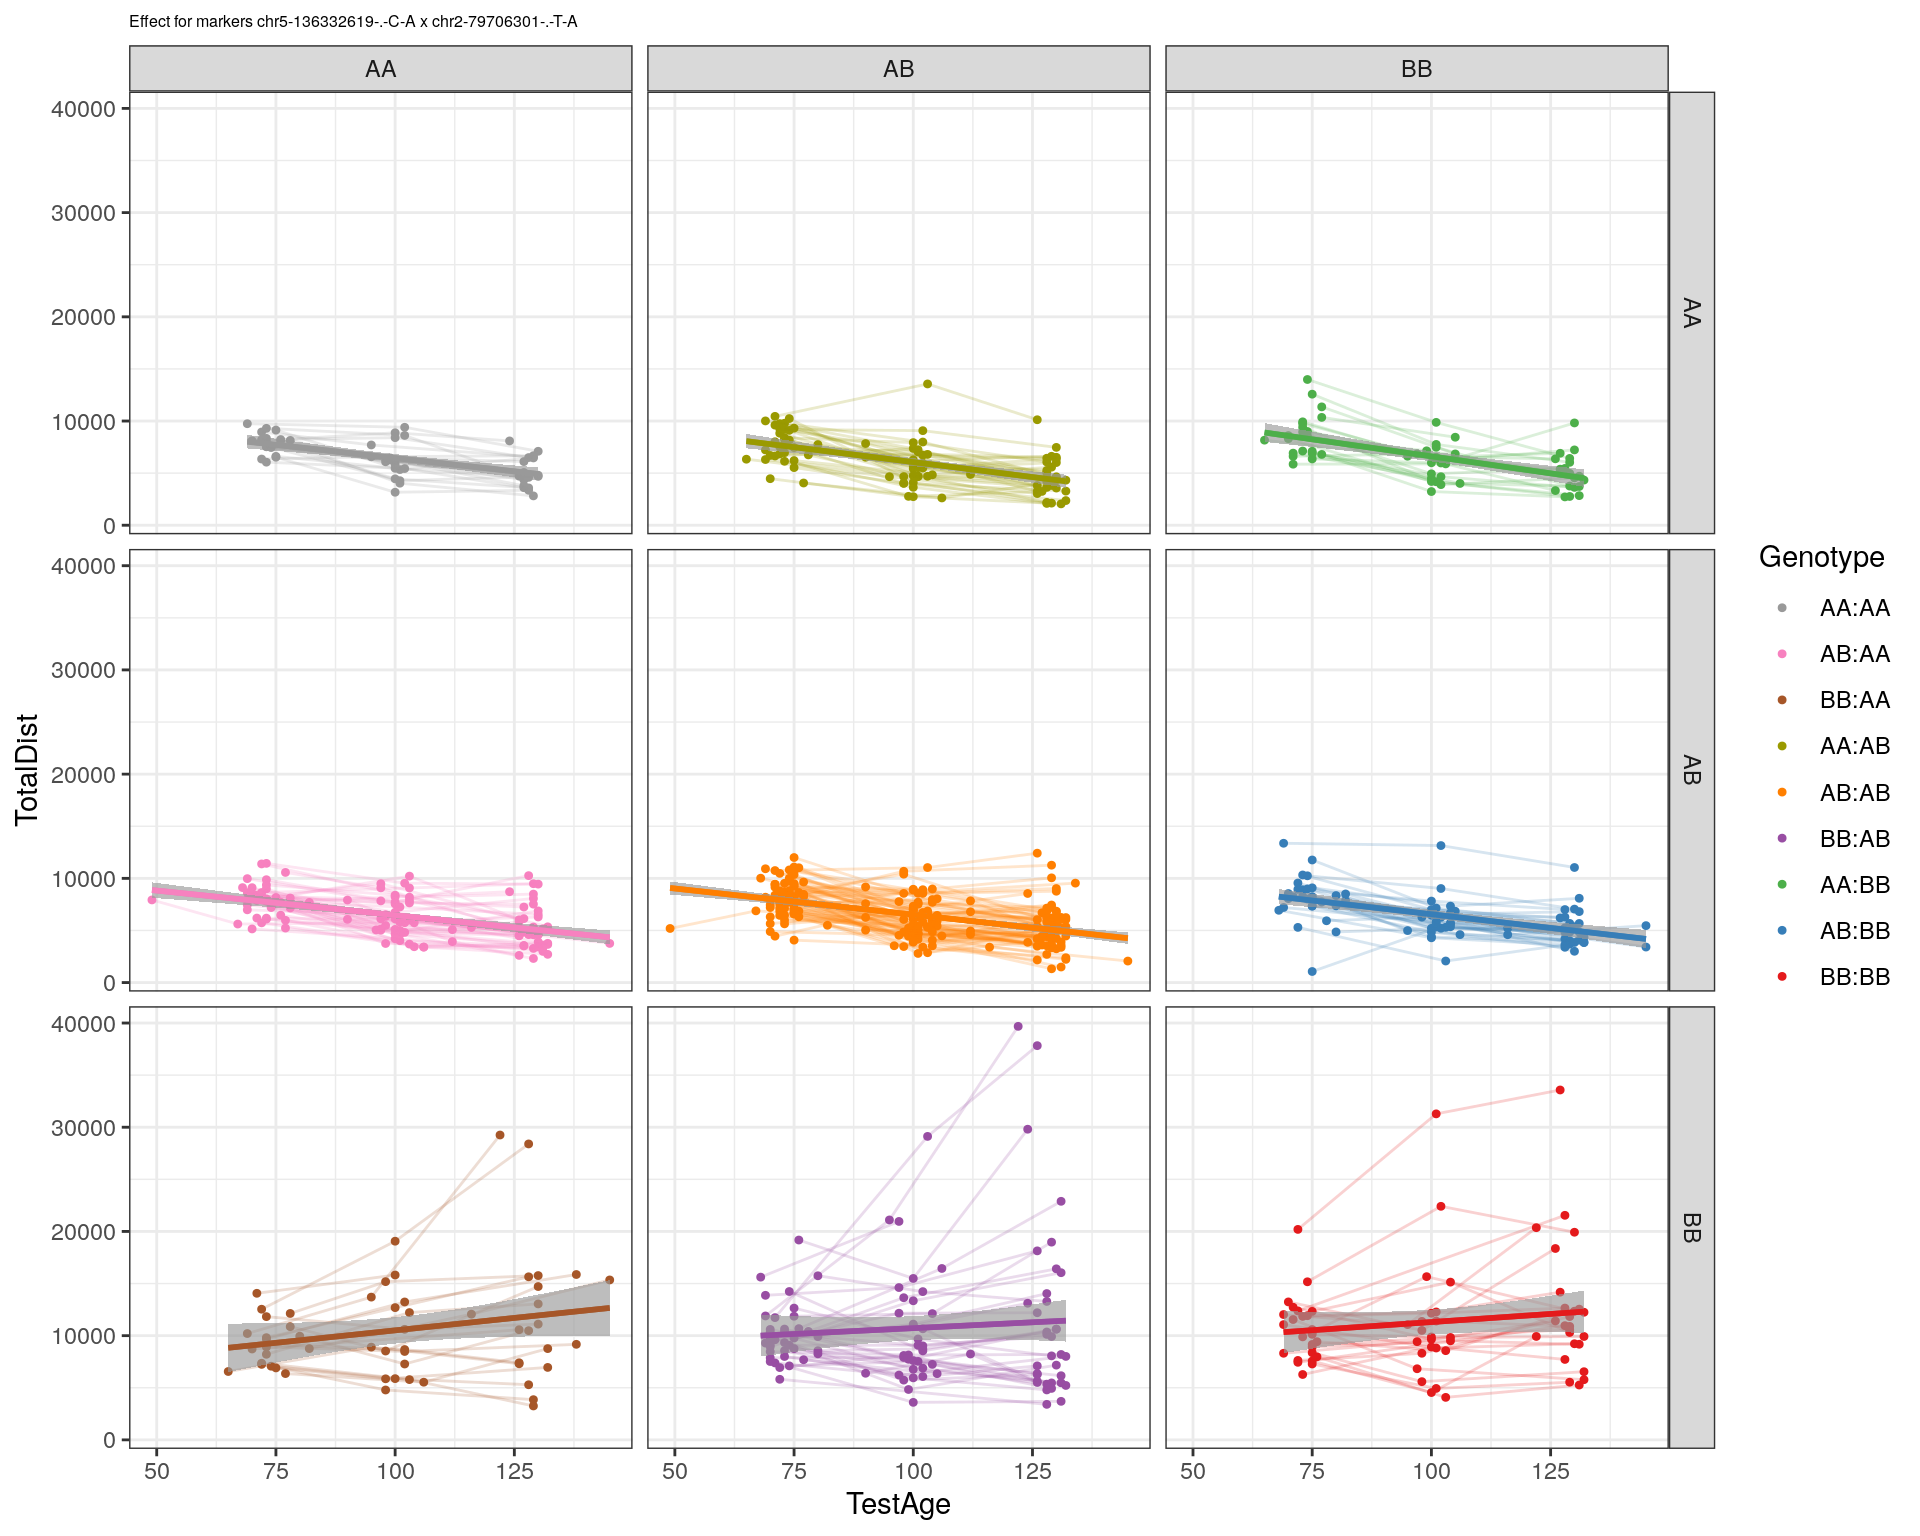 Effect for markers chr5-136332619-.-C-A x chr2-79706301-.-T-A
AA
AB
BB
40000
30000
20000
10000
0
AA
40000
30000
20000
10000
0
AB
40000
30000
20000
10000
0
BB
50
75
100
125
50
75
100
125
50
75
100
125
TestAge
TotalDist
Genotype
AA:AA
AB:AA
BB:AA
AA:AB
AB:AB
BB:AB
AA:BB
AB:BB
BB:BB